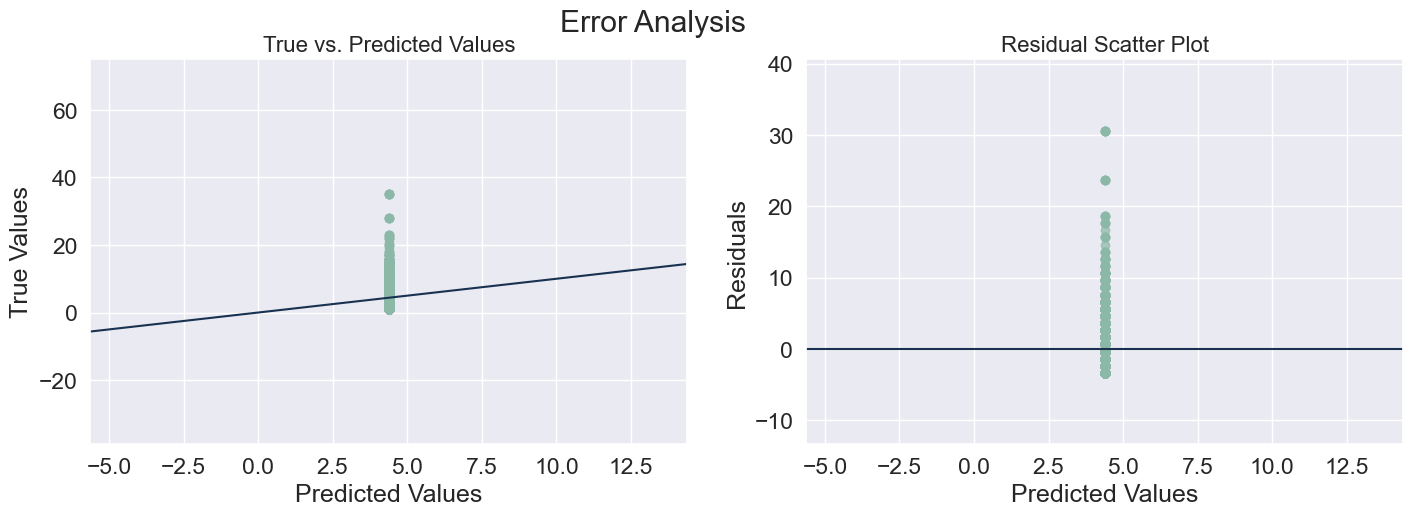 Error Analysis
True vs. Predicted Values
True Values
60
40
20
0
−20
−5.0 −2.5 0.0 2.5 5.0 7.5 10.0 12.5
Predicted Values
Residual Scatter Plot
Residuals
40
30
20
10
0
−10
−5.0 −2.5 0.0 2.5 5.0 7.5 10.0 12.5
Predicted Values